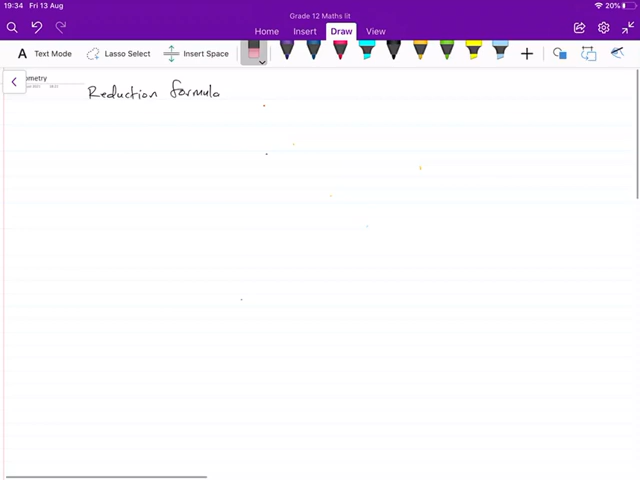 19:34 Fri 13 Aug
20%
Grade 12 Maths lit
Home Insert Draw View
A Text Mode Lasso Select Insert Space
ometry
Reduction formula